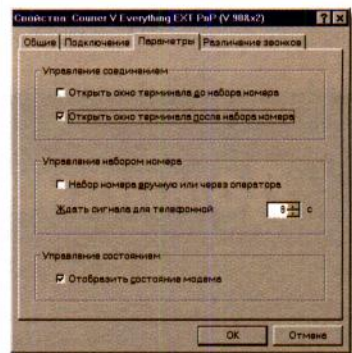 Свойства: Courier V Everything EXT PnP (V 90&x2)
Общие
Подключение
Параметры
Различение звонков
Управление соединением
Открыть окно терминала до набора номера
Открыть окно терминала после набора номера
Управление набором номера
Набор номера вручную или через оператора
Ждать сигнала для телефонной
8 с
Управление состоянием
Отобразить состояние модема
OK
Отмена